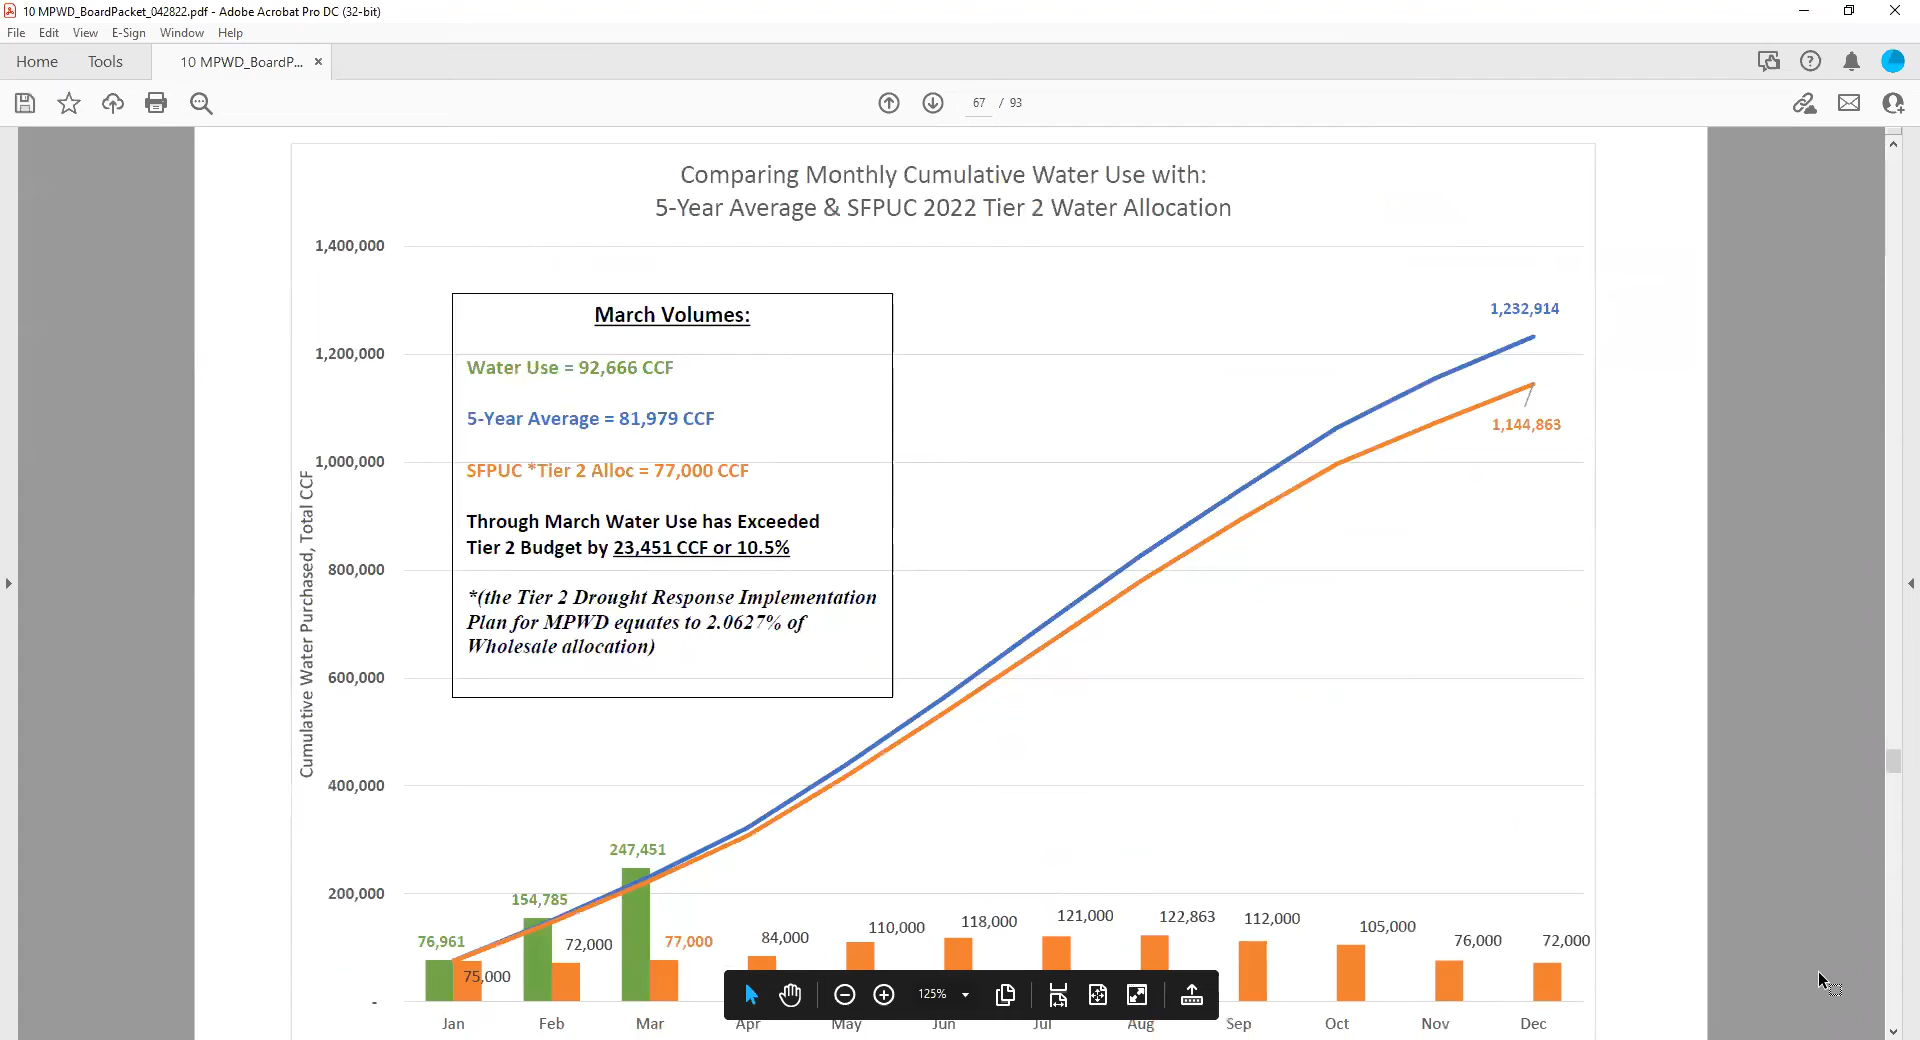 10 MPWD_BoardPacket_042822.pdf - Adobe Acrobat Pro DC (32-bit)
File Edit View E-Sign Window Help
Home Tools 10 MPWD_BoardP... ×
67 / 93
Comparing Monthly Cumulative Water Use with:
5-Year Average & SFPUC 2022 Tier 2 Water Allocation
1,400,000
1,200,000
1,000,000
800,000
600,000
400,000
200,000
-
Cumulative Water Purchased, Total CCF
March Volumes:
Water Use = 92,666 CCF
5-Year Average = 81,979 CCF
SFPUC *Tier 2 Alloc = 77,000 CCF
Through March Water Use has Exceeded
Tier 2 Budget by 23,451 CCF or 10.5%
*(the Tier 2 Drought Response Implementation
Plan for MPWD equates to 2.0627% of
Wholesale allocation)
1,232,914
1,144,863
247,451
154,785
76,961
75,000
72,000
77,000
84,000
110,000
118,000
121,000
122,863
112,000
105,000
76,000
72,000
125%
Jan Feb Mar Apr May Jun Jul Aug Sep Oct Nov Dec